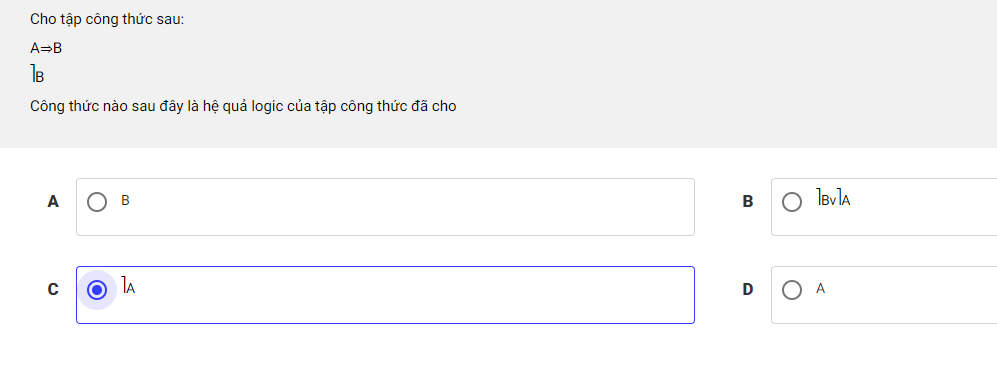 Cho tập công thức sau:
A⇒B
⌉B
Công thức nào sau đây là hệ quả logic của tập công thức đã cho
A B
B ⌉Bv⌉A
C ⌉A
D A